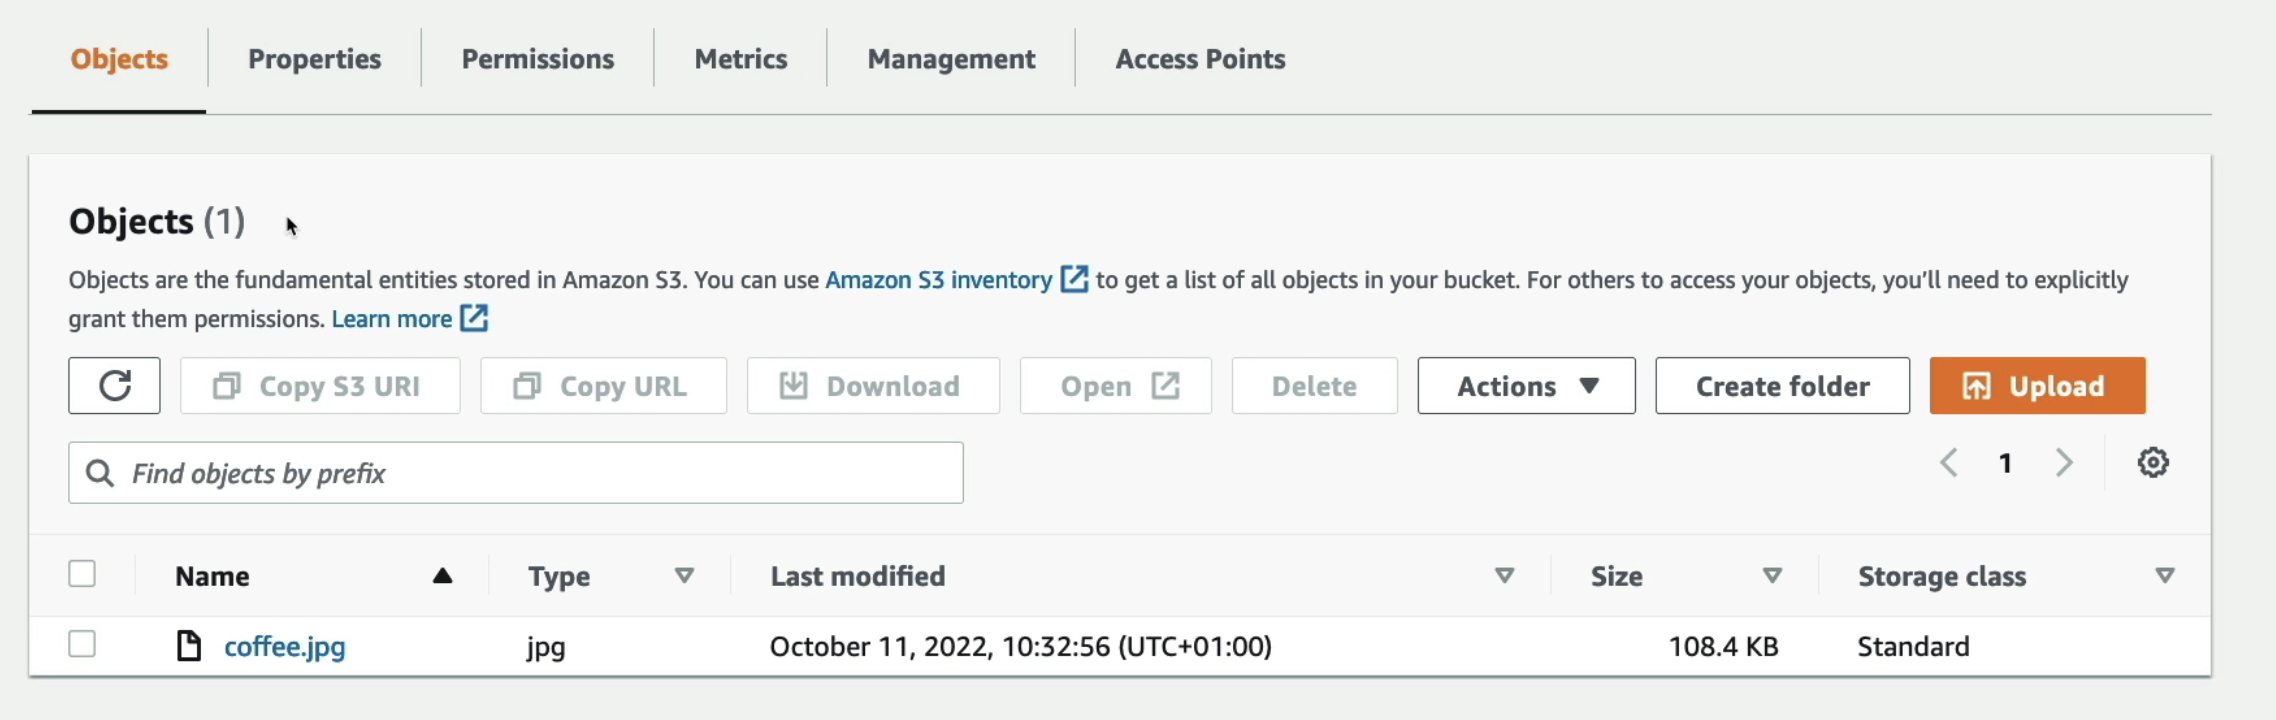 Objects Properties Permissions Metrics Management Access Points
Objects (1)
Objects are the fundamental entities stored in Amazon S3. You can use Amazon S3 inventory to get a list of all objects in your bucket. For others to access your objects, you’ll need to explicitly
grant them permissions. Learn more
Copy S3 URI Copy URL Download Open Delete Actions Create folder Upload
Find objects by prefix 1
Name Type Last modified Size Storage class
coffee.jpg jpg October 11, 2022, 10:32:56 (UTC+01:00) 108.4 KB Standard